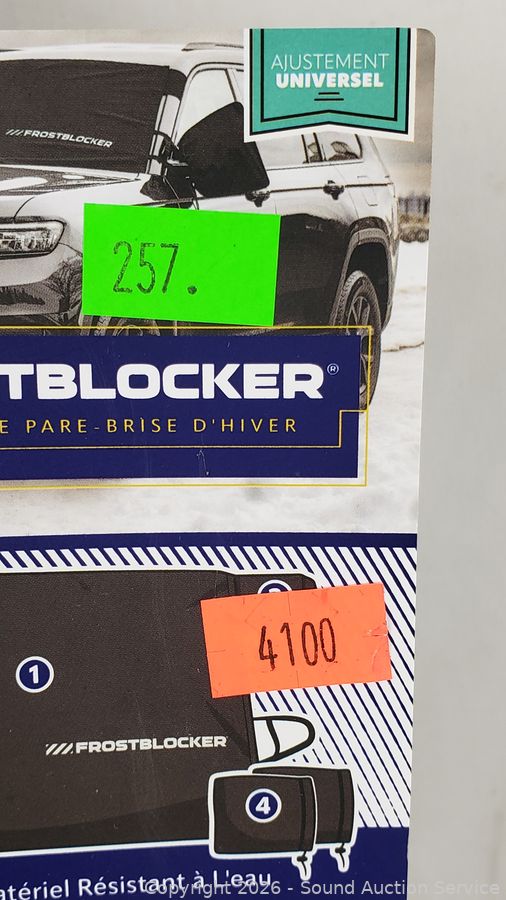 AJUSTEMENT
UNIVERSEL
FROSTBLOCKER
257.
TBLOCKER®
E PARE-BRISE D'HIVER
4100
1
FROSTBLOCKER
4
atériel Résistant à L'eau
Copyright 2026 - Sound Auction Service